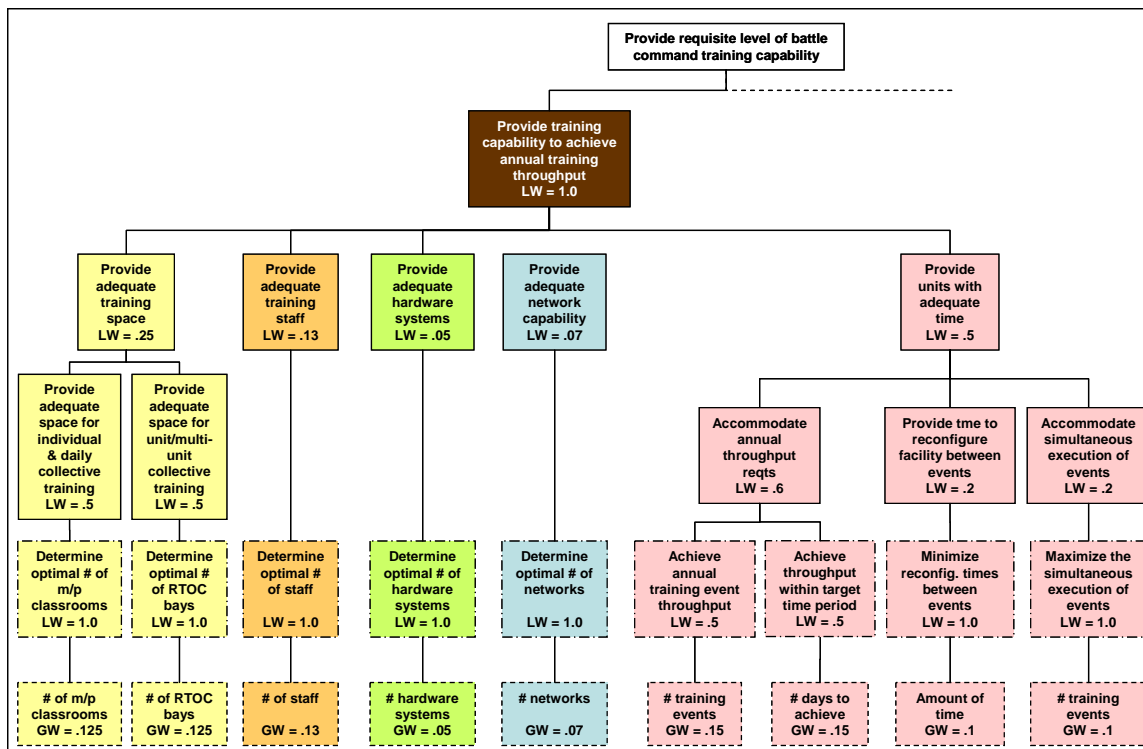 Provide requisite level of battle
command training capability
Provide training
capability to achieve
annual training
throughput
LW = 1.0
Provide
adequate
training
space
LW = .25
Provide
adequate
training
staff
LW = .13
Provide
adequate
hardware
systems
LW = .05
Provide
adequate
network
capability
LW = .07
Provide
units with
adequate
time
LW = .5
Provide
adequate
space for
individual
& daily
collective
training
LW = .5
Provide
adequate
space for
unit/multi-
unit
collective
training
LW = .5
Accommodate
annual
throughput
reqts
LW = .6
Provide tme to
reconfigure
facility between
events
LW = .2
Accommodate
simultaneous
execution of
events
LW = .2
Determine
optimal # of
m/p
classrooms
LW = 1.0
Determine
optimal #
of RTOC
bays
LW = 1.0
Determine
optimal #
of staff
LW = 1.0
Determine
optimal # of
hardware
systems
LW = 1.0
Determine
optimal # of
networks
LW = 1.0
Achieve
annual
training event
throughput
LW = .5
Achieve
throughput
within target
time period
LW = .5
Minimize
reconfig. times
between
events
LW = 1.0
Maximize the
simultaneous
execution of
events
LW = 1.0
# of m/p
classrooms
GW = .125
# of RTOC
bays
GW = .125
# of staff
GW = .13
# hardware
systems
GW = .05
# networks
GW = .07
# training
events
GW = .15
# days to
achieve
GW = .15
Amount of
time
GW = .1
# training
events
GW = .1